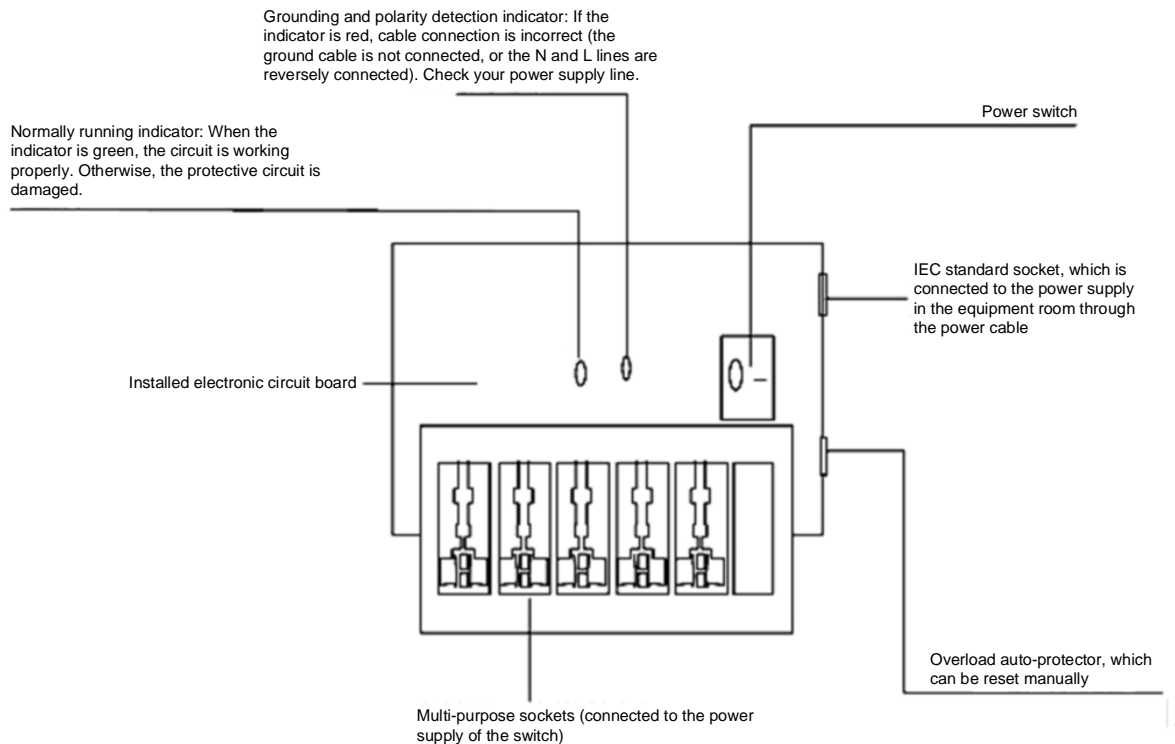 Grounding and polarity detection indicator: If the
indicator is red, cable connection is incorrect (the
ground cable is not connected, or the N and L lines are
reversely connected). Check your power supply line.
Power switch
Normally running indicator: When the
indicator is green, the circuit is working
properly. Otherwise, the protective circuit is
damaged.
IEC standard socket, which is
connected to the power supply
in the equipment room through
the power cable
Installed electronic circuit board
Overload auto-protector, which
can be reset manually
Multi-purpose sockets (connected to the power
supply of the switch)